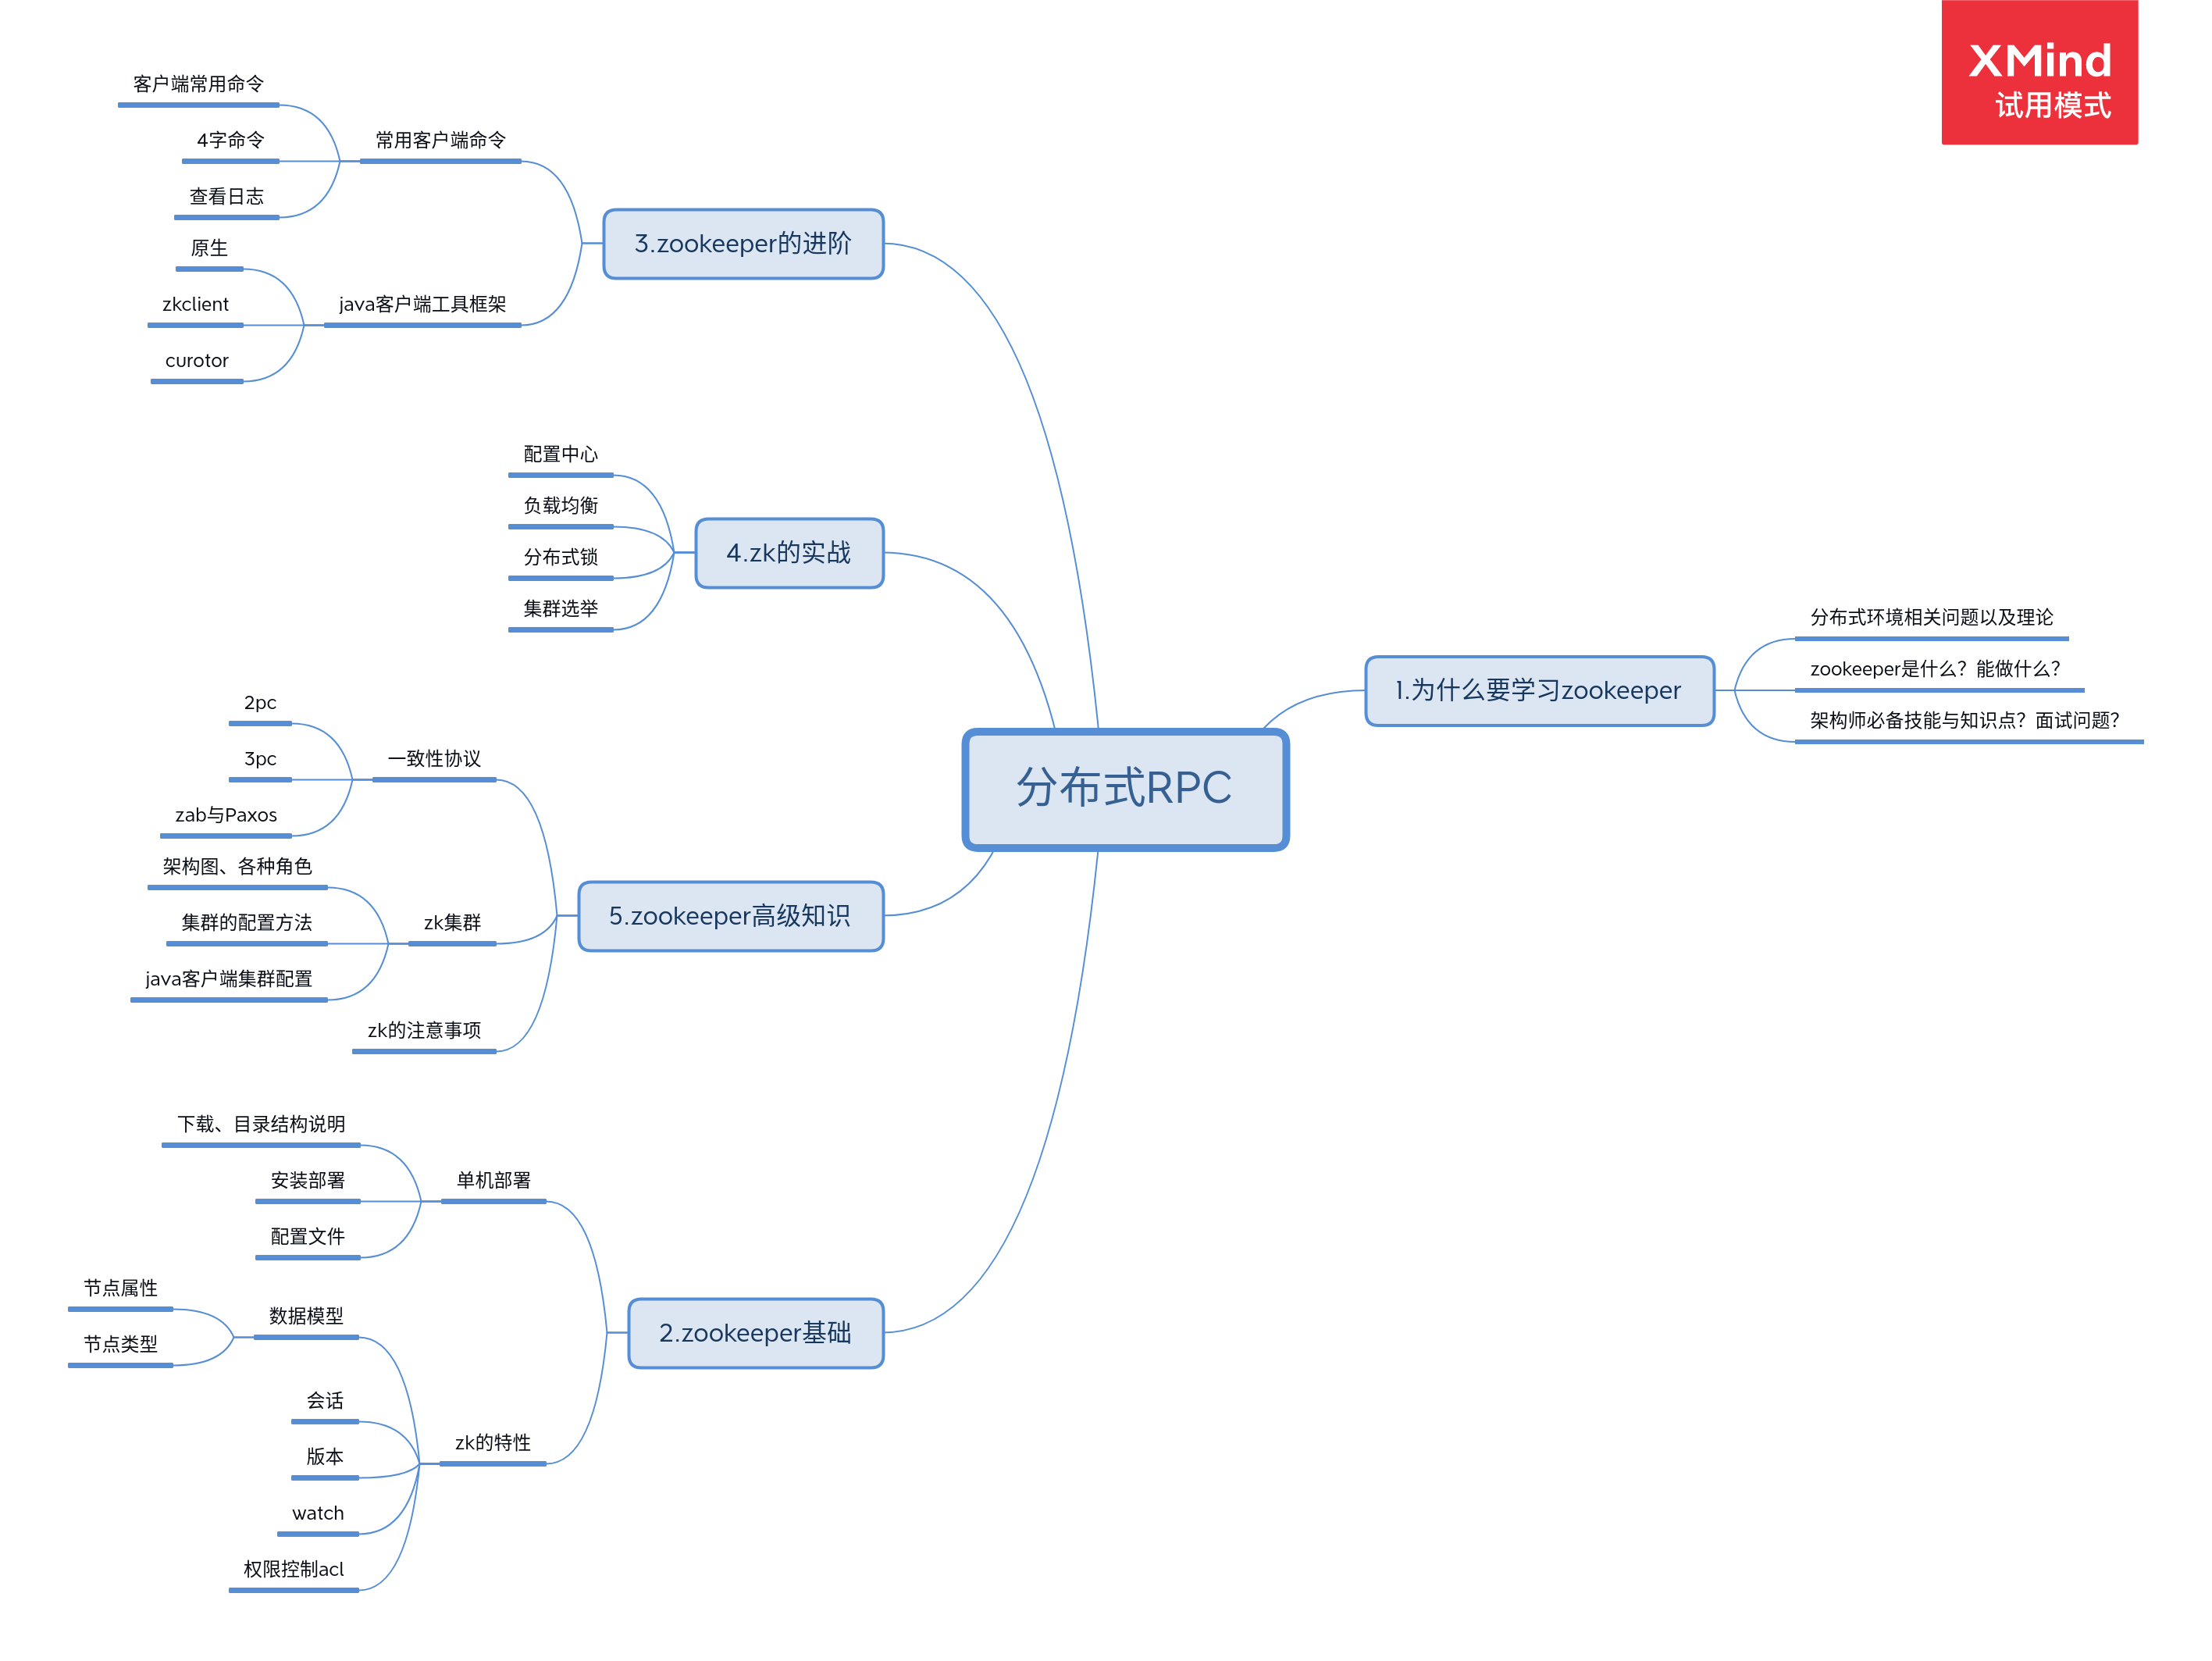 XMind
试用模式
分布式RPC
1.为什么要学习zookeeper
分布式环境相关问题以及理论
zookeeper是什么？能做什么？
架构师必备技能与知识点？面试问题？
3.zookeeper的进阶
常用客户端命令
客户端常用命令
4字命令
查看日志
java客户端工具框架
原生
zkclient
curotor
4.zk的实战
配置中心
负载均衡
分布式锁
集群选举
5.zookeeper高级知识
一致性协议
2pc
3pc
zab与Paxos
zk集群
架构图、各种角色
集群的配置方法
java客户端集群配置
zk的注意事项
2.zookeeper基础
单机部署
下载、目录结构说明
安装部署
配置文件
zk的特性
数据模型
节点属性
节点类型
会话
版本
watch
权限控制acl